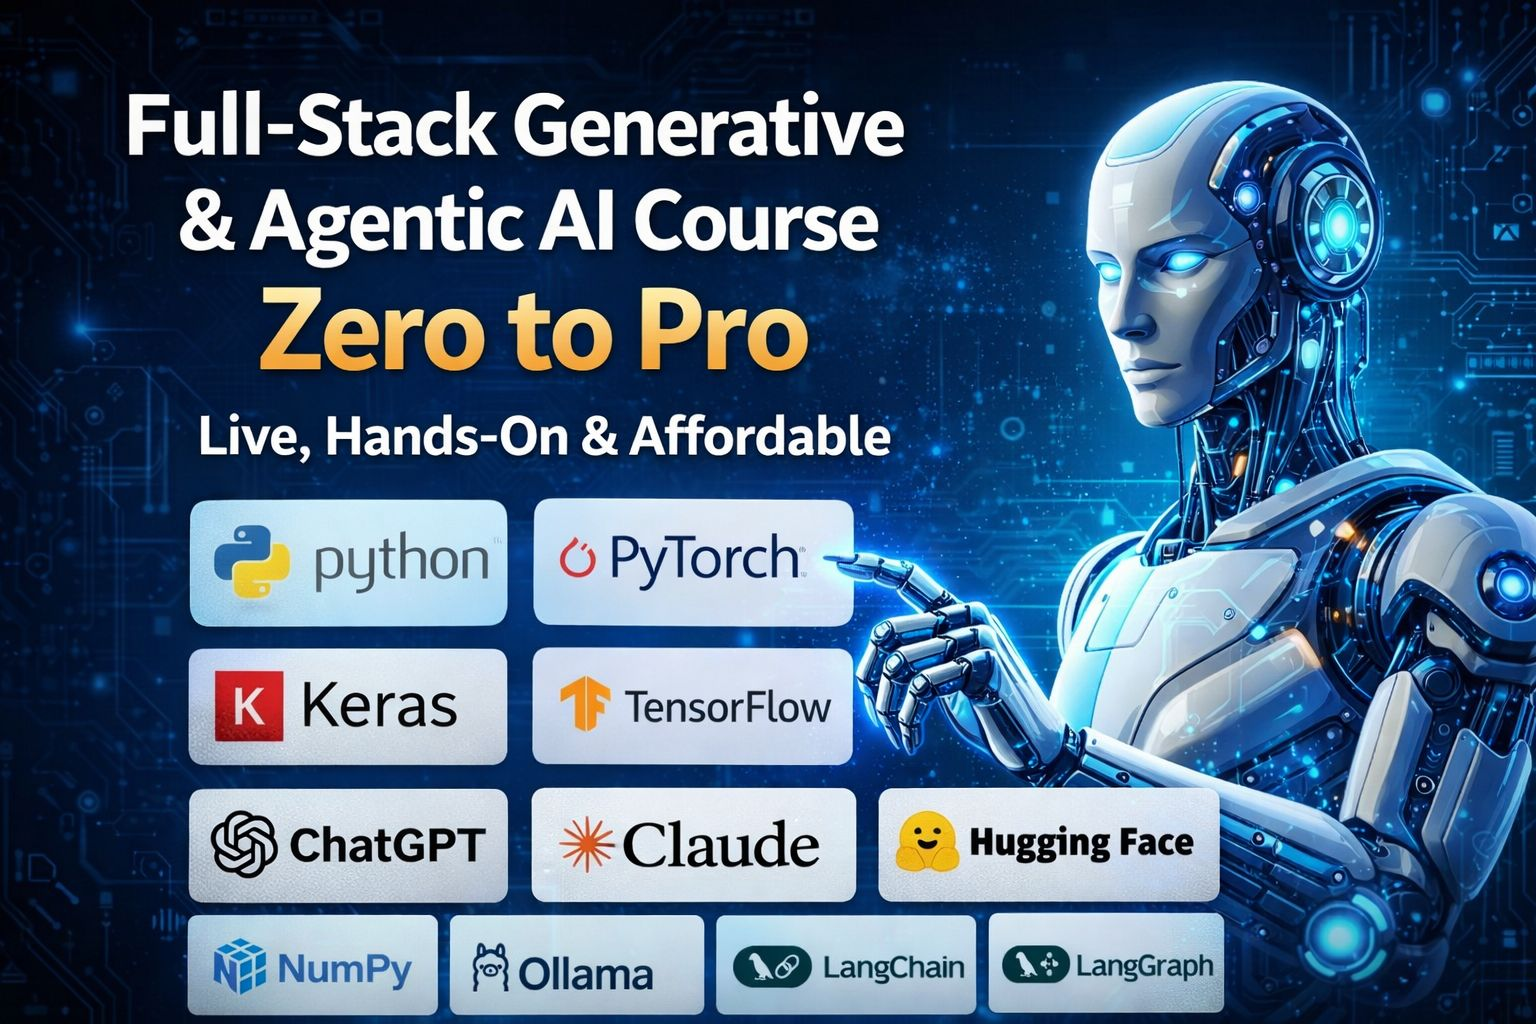 Full-Stack Generative
& Agentic AI Course
Zero to Pro
Live, Hands-On & Affordable
python
PyTorch
K Keras
TensorFlow
ChatGPT
Claude
Hugging Face
NumPy
Ollama
LangChain
LangGraph